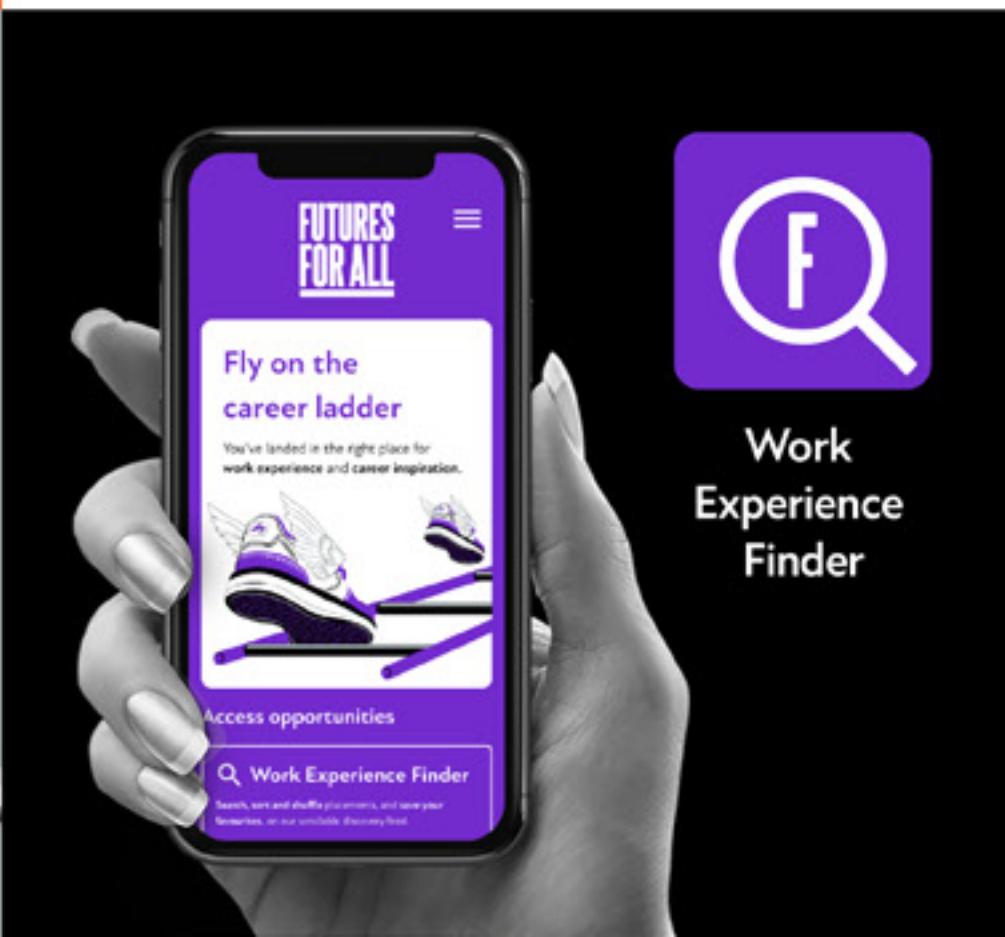 FUTURES
FOR ALL
Fly on the
career ladder
You've landed in the right place for
work experience and career inspiration.
Access opportunities
Work Experience Finder
Search, sort and shuffle placements, and save your
favourites, on our scrollable discovery feed.
F
Work
Experience
Finder